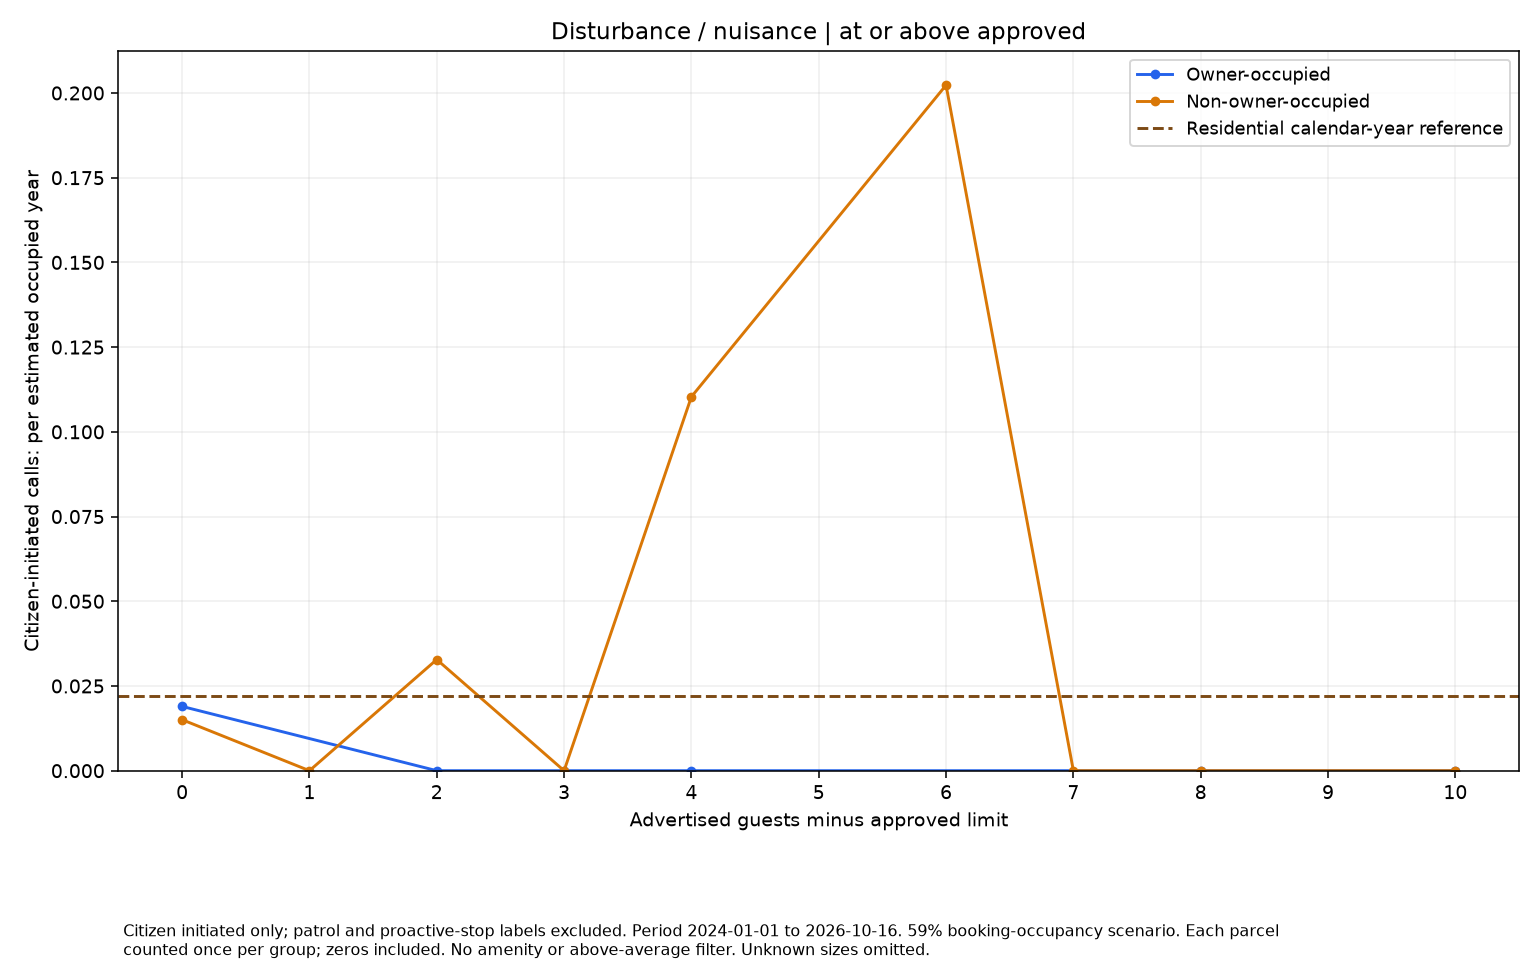 Disturbance / nuisance | at or above approved
Owner-occupied
Non-owner-occupied
Residential calendar-year reference
Citizen-initiated calls: per estimated occupied year
0.200
0.175
0.150
0.125
0.100
0.075
0.050
0.025
0.000
0 1 2 3 4 5 6 7 8 9 10
Advertised guests minus approved limit
Citizen initiated only; patrol and proactive-stop labels excluded. Period 2024-01-01 to 2026-10-16. 59% booking-occupancy scenario. Each parcel
counted once per group; zeros included. No amenity or above-average filter. Unknown sizes omitted.